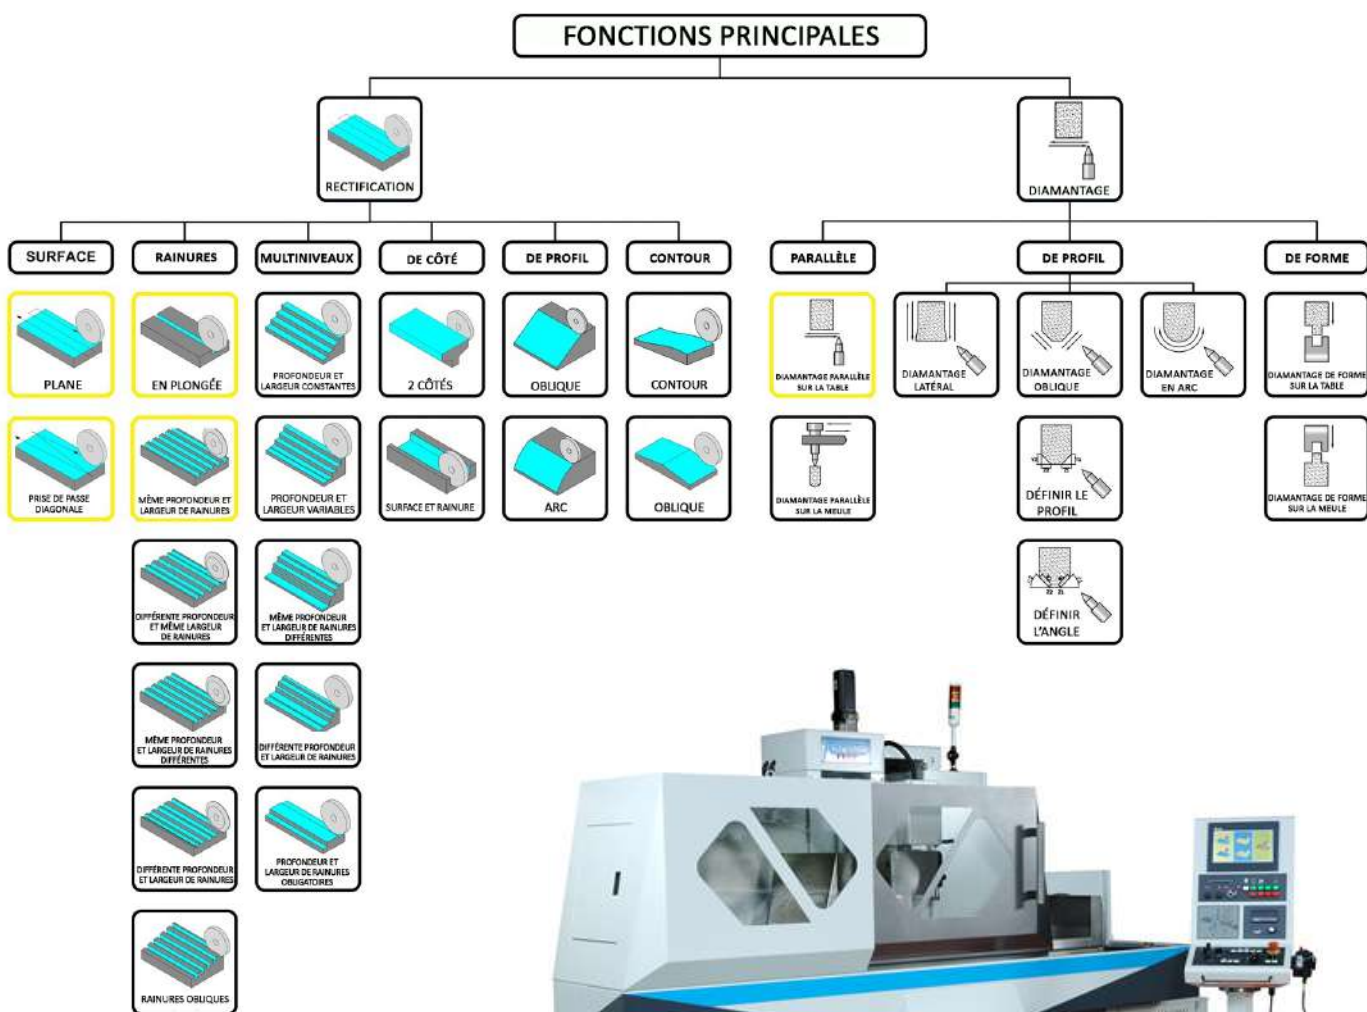 FONCTIONS PRINCIPALES
RECTIFICATION
DIAMANTAGE
SURFACE
RAINURES
MULTINIVEAUX
DE CÔTÉ
DE PROFIL
CONTOUR
PARALLÈLE
DE PROFIL
DE FORME
PLANE
EN PLONGÉE
PROFONDEUR ET
LARGEUR CONSTANTES
2 CÔTÉS
OBLIQUE
CONTOUR
DIAMANTAGE PARALLÈLE
SUR LA TABLE
DIAMANTAGE
LATÉRAL
DIAMANTAGE
OBLIQUE
DIAMANTAGE
EN ARC
DIAMANTAGE DE FORME
SUR LA TABLE
PRISE DE PASSE
DIAGONALE
MÊME PROFONDEUR ET
LARGEUR DE RAINURES
PROFONDEUR ET
LARGEUR VARIABLES
SURFACE ET RAINURE
ARC
OBLIQUE
DIAMANTAGE PARALLÈLE
SUR LA MEULE
DÉFINIR LE
PROFIL
DIAMANTAGE DE FORME
SUR LA MEULE
DIFFÉRENTE PROFONDEUR
ET MÊME LARGEUR
DE RAINURES
MÊME PROFONDEUR
ET LARGEUR DE RAINURES
DIFFÉRENTES
Z2 Z1
DÉFINIR
L'ANGLE
MÊME PROFONDEUR
ET LARGEUR DE RAINURES
DIFFÉRENTES
DIFFÉRENTE PROFONDEUR
ET LARGEUR DE RAINURES
DIFFÉRENTE PROFONDEUR
ET LARGEUR DE RAINURES
PROFONDEUR ET
LARGEUR DE RAINURES
OBLIGATOIRES
RAINURES OBLIQUES